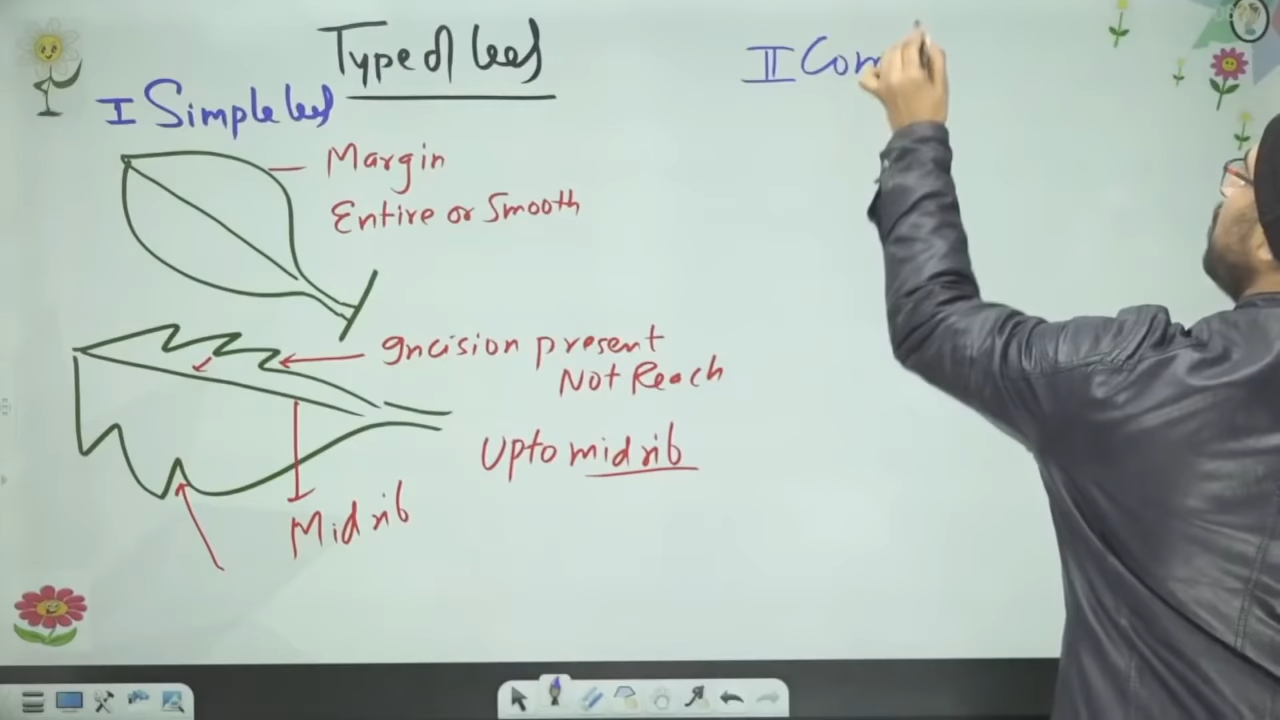 Type of leaf
I Simple leaf
Margin
Entire or Smooth
Incision present
Not Reach
Upto midrib
Midrib
II Com